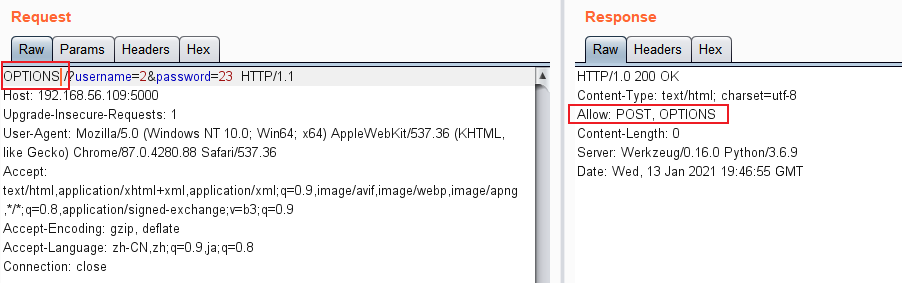 Request
Raw Params Headers Hex
OPTIONS /?username=2&password=23 HTTP/1.1
Host: 192.168.56.109:5000
Upgrade-Insecure-Requests: 1
User-Agent: Mozilla/5.0 (Windows NT 10.0; Win64; x64) AppleWebKit/537.36 (KHTML,
like Gecko) Chrome/87.0.4280.88 Safari/537.36
Accept:
text/html,application/xhtml+xml,application/xml;q=0.9,image/avif,image/webp,image/apng
,*/*;q=0.8,application/signed-exchange;v=b3;q=0.9
Accept-Encoding: gzip, deflate
Accept-Language: zh-CN,zh;q=0.9,ja;q=0.8
Connection: close
Response
Raw Headers Hex
HTTP/1.0 200 OK
Content-Type: text/html; charset=utf-8
Allow: POST, OPTIONS
Content-Length: 0
Server: Werkzeug/0.16.0 Python/3.6.9
Date: Wed, 13 Jan 2021 19:46:55 GMT